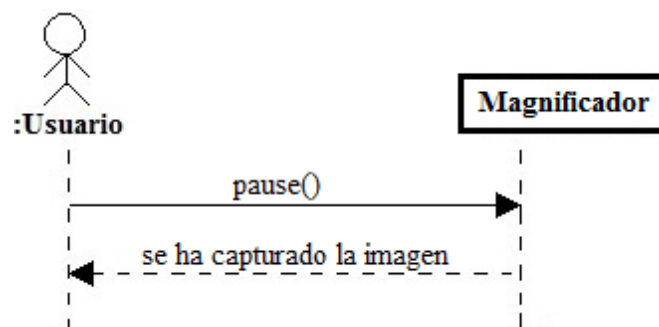 :Usuario
Magnificador
pause()
se ha capturado la imagen